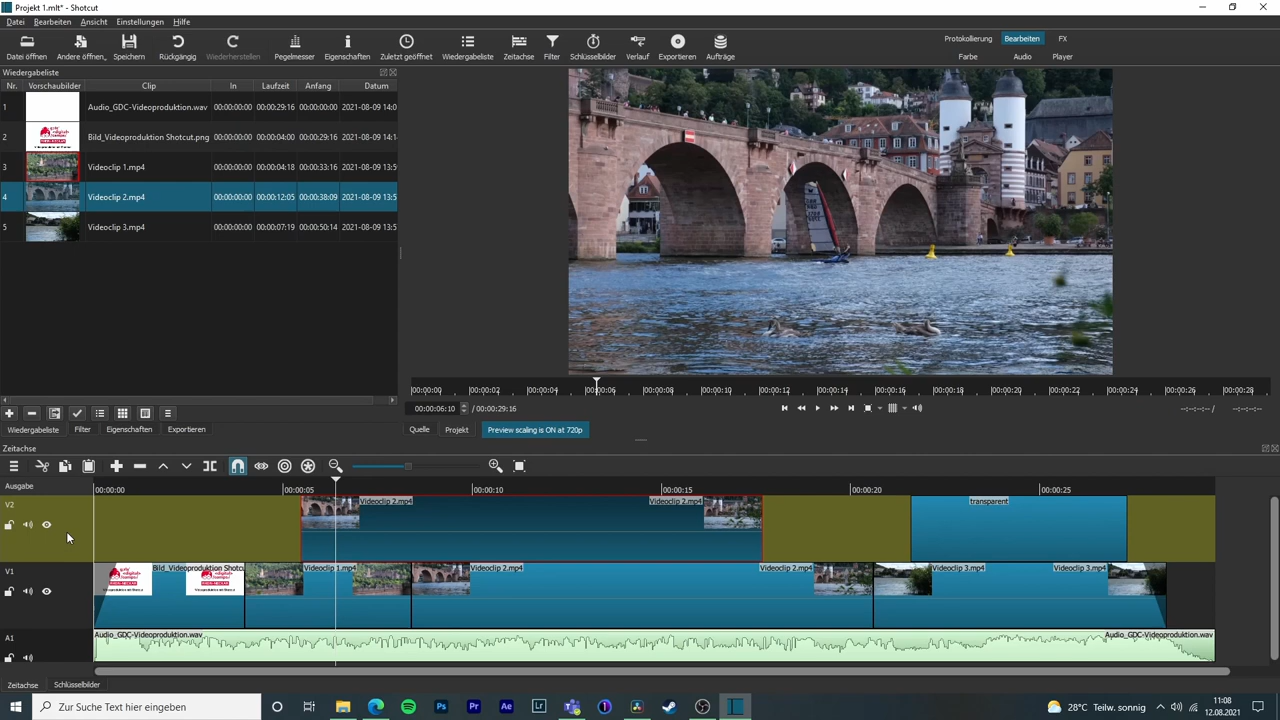 Projekt 1.mlt* - Shotcut
Datei Bearbeiten Ansicht Einstellungen Hilfe
Datei öffnen Andere öffnen.. Speichern Rückgängig Wiederherstellen Pegelmesser Eigenschaften Zuletzt geöffnet Wiedergabeliste Zeitachse Filter Schlüsselbilder Verlauf Exportieren Aufträge
Protokollierung Bearbeiten FX
Farbe Audio Player
Wiedergabeliste
Nr. Vorschaubilder Clip In Laufzeit Anfang Datum
1 Audio_GDC-Videoproduktion.wav 00:00:00:00 00:00:29:16 00:00:00:00 2021-08-09 14:0
2 Bild_Videoproduktion Shotcut.png 00:00:00:00 00:00:04:00 00:00:29:16 2021-08-09 14:1
3 Videoclip 1.mp4 00:00:00:00 00:00:04:18 00:00:33:16 2021-08-09 13:5
4 Videoclip 2.mp4 00:00:00:00 00:00:12:05 00:00:38:09 2021-08-09 13:5
5 Videoclip 3.mp4 00:00:00:00 00:00:07:19 00:00:50:14 2021-08-09 13:5
00:00:00 00:00:02 00:00:04 00:00:06 00:00:08 00:00:10 00:00:12 00:00:14 00:00:16 00:00:18 00:00:20 00:00:22 00:00:24 00:00:26 00:00:28
00:00:06:10 / 00:00:29:16 --:--:--:-- / --:--:--:--
Wiedergabeliste Filter Eigenschaften Exportieren
Quelle Projekt Preview scaling is ON at 720p
Zeitachse
Ausgabe 00:00:00 00:00:05 00:00:10 00:00:15 00:00:20 00:00:25
V2 Videoclip 2.mp4 Videoclip 2.mp4 transparent
V1 Bild_Videoproduktion Shotc Videoclip 1.mp4 Videoclip 2.mp4 Videoclip 2.mp4 Videoclip 3.mp4 Videoclip 3.mp4
A1 Audio_GDC-Videoproduktion.wav Audio_GDC-Videoproduktion.wav
Zeitachse Schlüsselbilder
Zur Suche Text hier eingeben
Ps Pr Ae
28°C Teilw. sonnig
11:08
12.08.2021